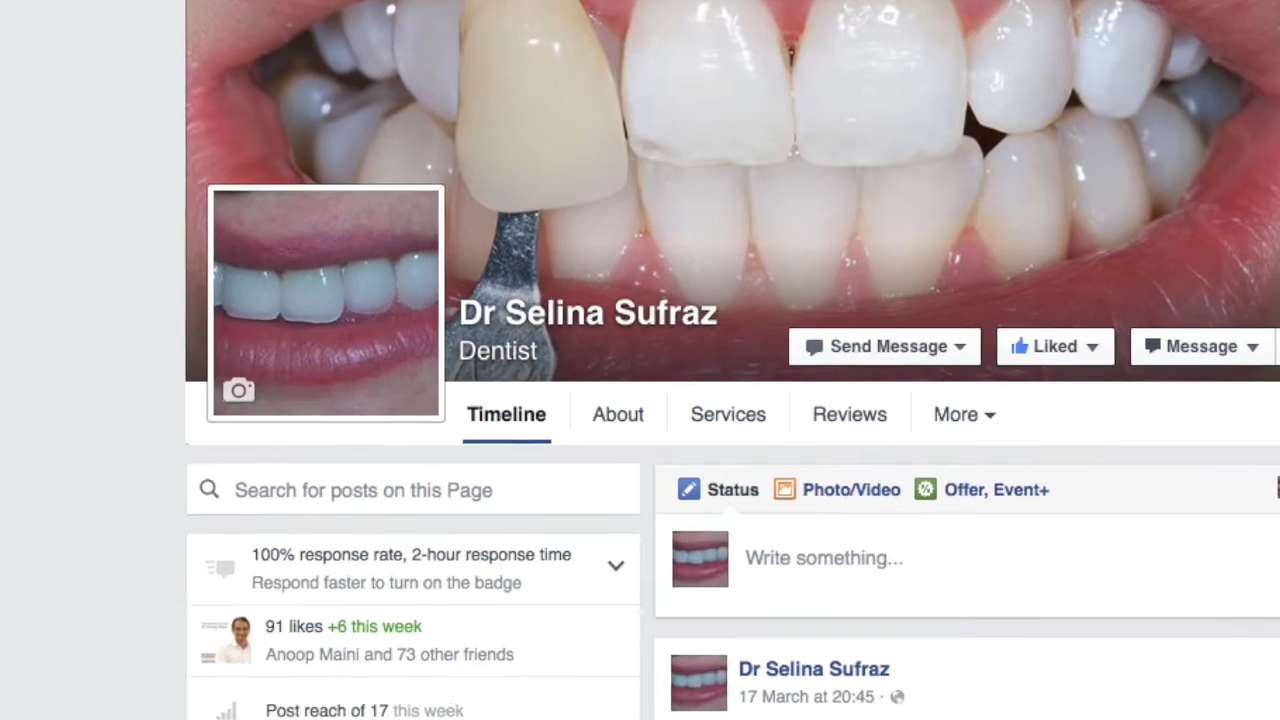 Dr Selina Sufraz
Dentist
Send Message
Liked
Message
Timeline
About
Services
Reviews
More
Search for posts on this Page
Status
Photo/Video
Offer, Event+
Write something...
100% response rate, 2-hour response time
Respond faster to turn on the badge
91 likes +6 this week
Anoop Maini and 73 other friends
Post reach of 17 this week
Dr Selina Sufraz
17 March at 20:45 ·